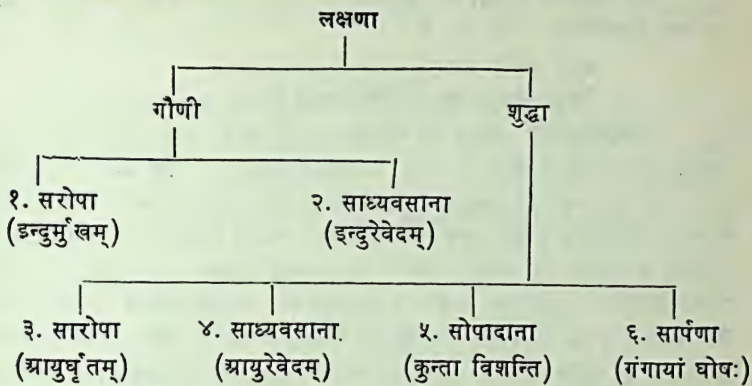 लक्षणा
गौणी शुद्धा
१. सरोपा २. साध्यवसाना
(इन्दुर्मुखम्) (इन्दुरेवेदम्)
३. सारोपा ४. साध्यवसाना. ५. सोपादाना ६. सार्पणा
(आयुर्घृतम्) (आयुरेवेदम्) (कुन्ता विशन्ति) (गंगायां घोषः)